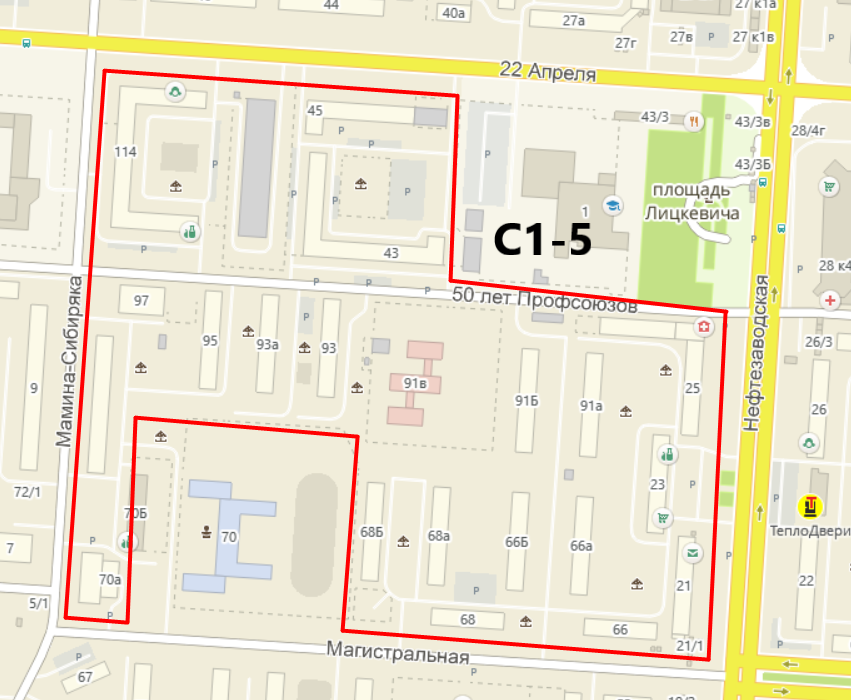 44
40а
27а
27г
27в
P
27 к1а
27 к1в
22 Апреля
45
P
P
43/3
43/3в
28/4г
43/3Б
114
P
P
P
P
P
площадь
Лицкевича
1
С1-5
P
43
P
P
28 к4
P
P
P
50 лет Профсоюзов
97
P
95
93а
93
91в
26/3
Мамина-Сибиряка
Нефтезаводская
9
91Б
91а
25
26
72/1
23
P
P
70Б
ТеплоДвери
70
68Б
68а
66Б
66а
7
P
P
70а
P
21
22
5/1
P
68
66
21/1
P
Магистральная
P
67
P